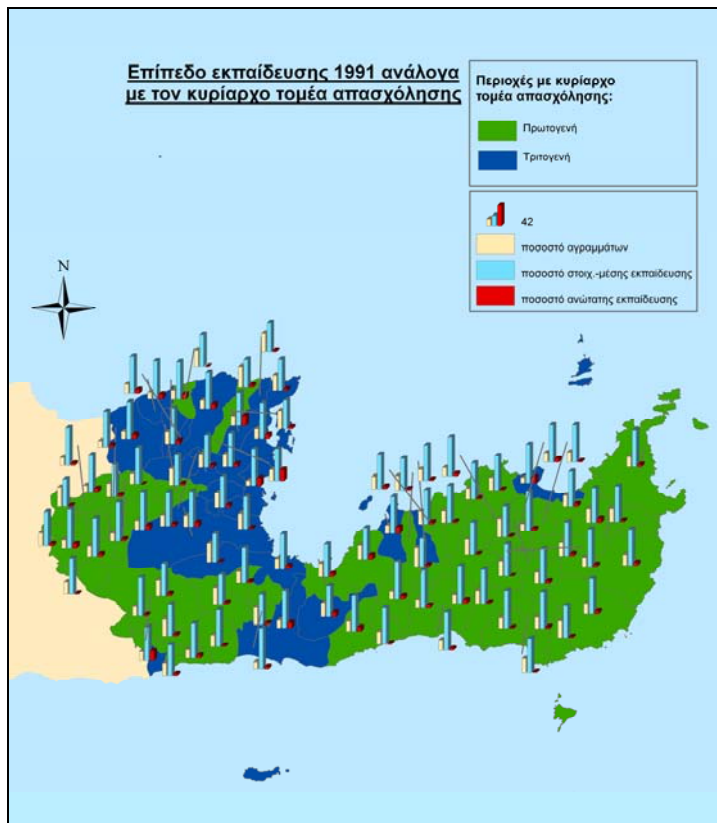 Επίπεδο εκπαίδευσης 1991 ανάλογα
με τον κυρίαρχο τομέα απασχόλησης
Περιοχές με κυρίαρχο
τομέα απασχόλησης:
Πρωτογενή
Τριτογενή
42
ποσοστό αγραμμάτων
ποσοστό στοιχ.-μέσης εκπαίδευσης
ποσοστό ανώτατης εκπαίδευσης
N